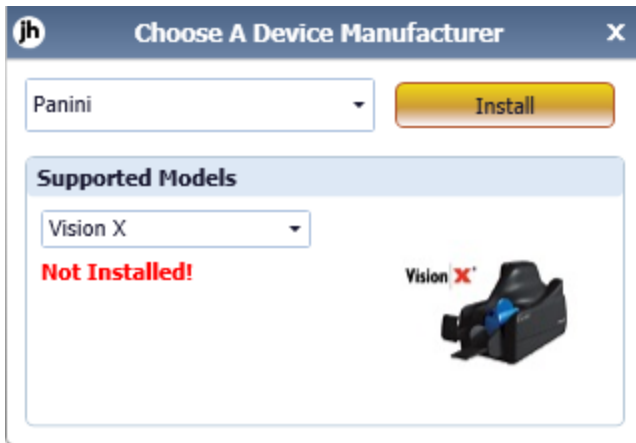 jh
Choose A Device Manufacturer
X
Panini
Install
Supported Models
Vision X
Not Installed!
Vision X